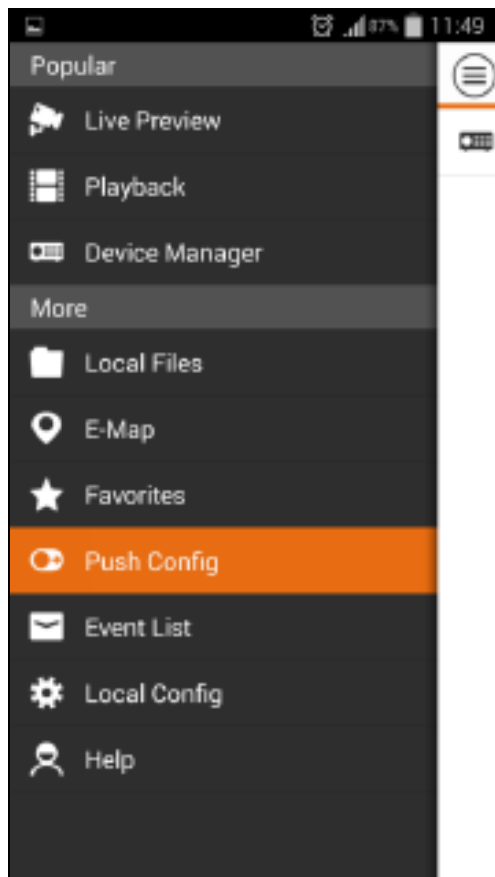 87% 11:49
Popular
Live Preview
Playback
Device Manager
More
Local Files
E-Map
Favorites
Push Config
Event List
Local Config
Help